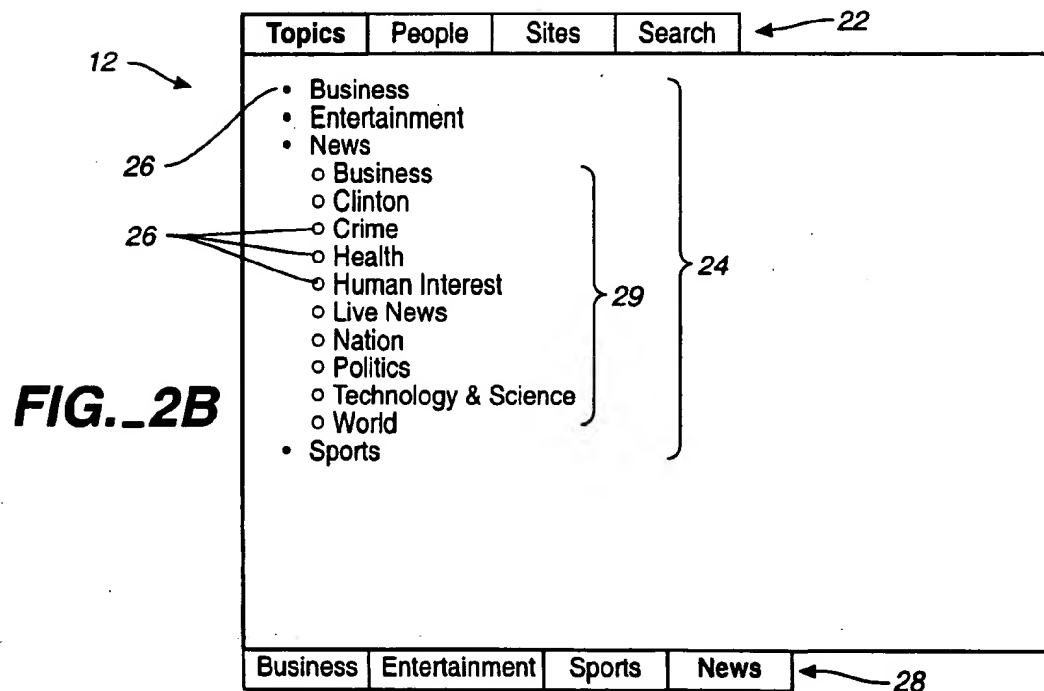 Topics People Sites Search 22
12
• Business
• Entertainment
• News
26
○ Business
○ Clinton
○ Crime
26
○ Health
○ Human Interest
24
29
○ Live News
○ Nation
○ Politics
○ Technology & Science
FIG._2B
○ World
• Sports
Business Entertainment Sports News 28